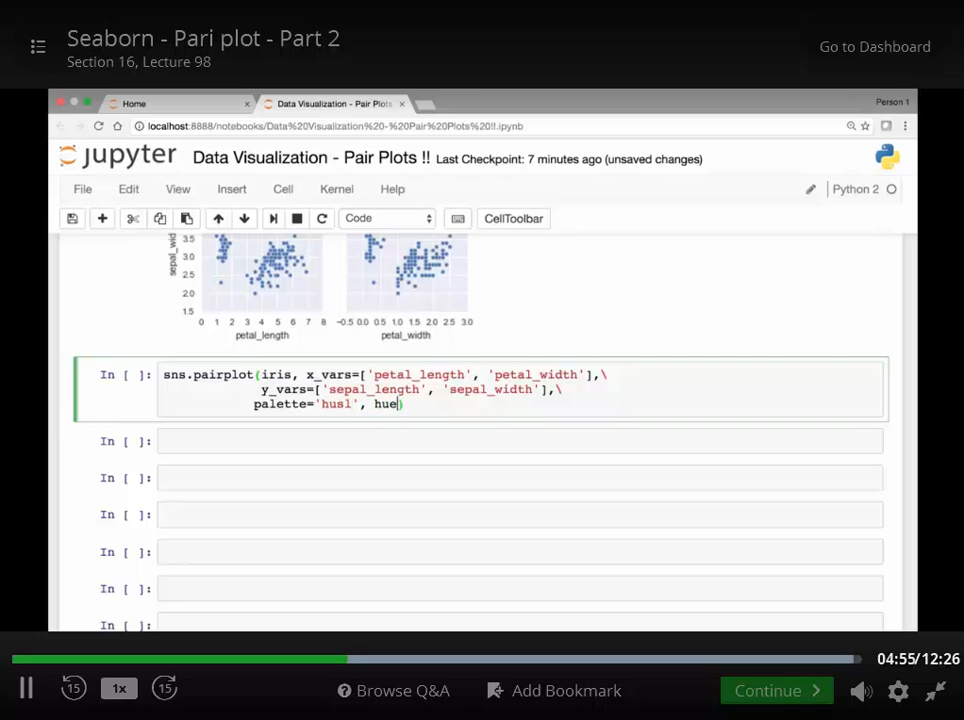 Seaborn - Pari plot - Part 2
Section 16, Lecture 98
Go to Dashboard
Home
Data Visualization - Pair Plots
Person 1
localhost:8888/notebooks/Data%20Visualization%20-%20Pair%20Plots%20!!.ipynb
jupyter Data Visualization - Pair Plots !! Last Checkpoint: 7 minutes ago (unsaved changes)
File Edit View Insert Cell Kernel Help Python 2
Code CellToolbar
sepal_wid
3.5
3.0
2.5
2.0
1.5
0 1 2 3 4 5 6 7 8 -0.5 0.0 0.5 1.0 1.5 2.0 2.5 3.0
petal_length petal_width
In [ ]: sns.pairplot(iris, x_vars=['petal_length', 'petal_width'],\
y_vars=['sepal_length', 'sepal_width'],\
palette='husl', hue)
In [ ]:
In [ ]:
In [ ]:
In [ ]:
In [ ]:
In [ ]:
04:55/12:26
15 1x 15 Browse Q&A Add Bookmark Continue